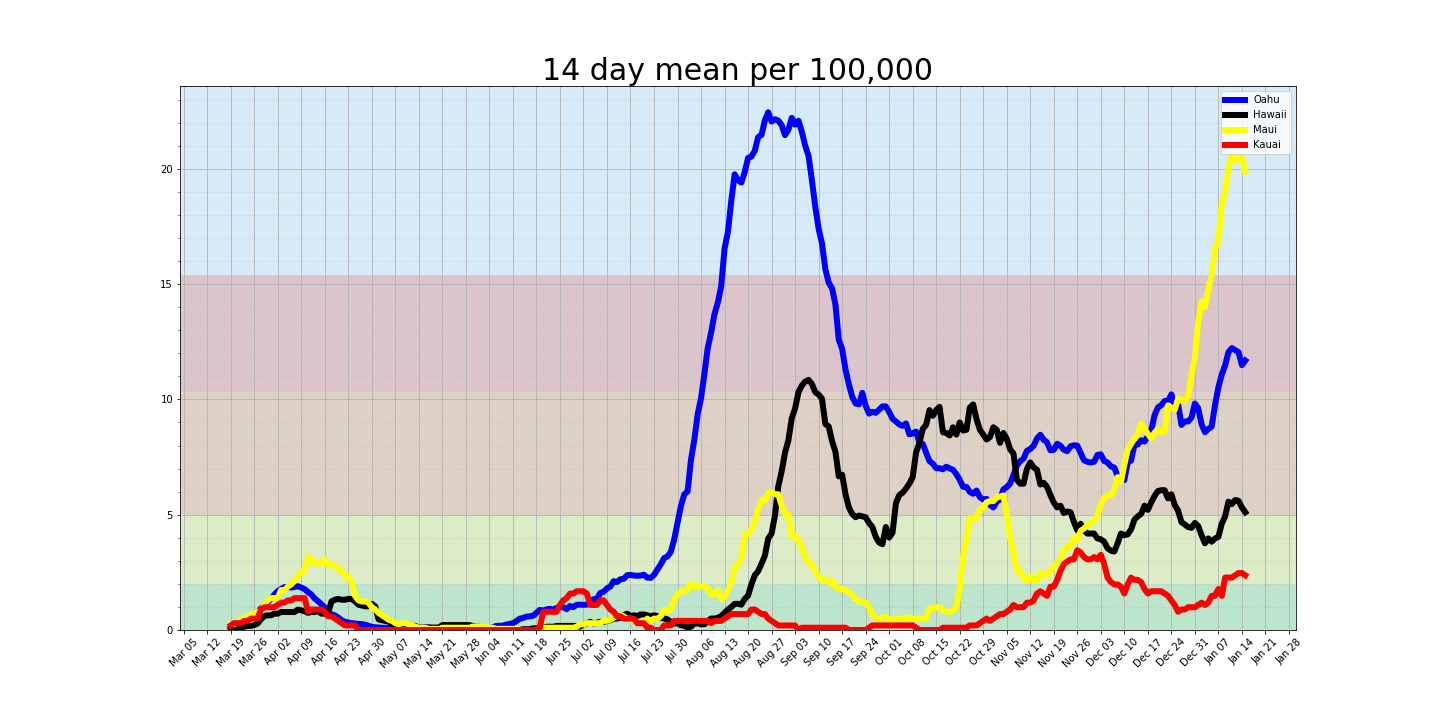 14 day mean per 100,000
Oahu
Hawaii
Maui
Kauai
20
15
10
5
0
Mar 05
Mar 12
Mar 19
Mar 26
Apr 02
Apr 09
Apr 16
Apr 23
Apr 30
May 07
May 14
May 21
May 28
Jun 04
Jun 11
Jun 18
Jun 25
Jul 02
Jul 09
Jul 16
Jul 23
Jul 30
Aug 06
Aug 13
Aug 20
Aug 27
Sep 03
Sep 10
Sep 17
Sep 24
Oct 01
Oct 08
Oct 15
Oct 22
Oct 29
Nov 05
Nov 12
Nov 19
Nov 26
Dec 03
Dec 10
Dec 17
Dec 24
Dec 31
Jan 07
Jan 14
Jan 21
Jan 28